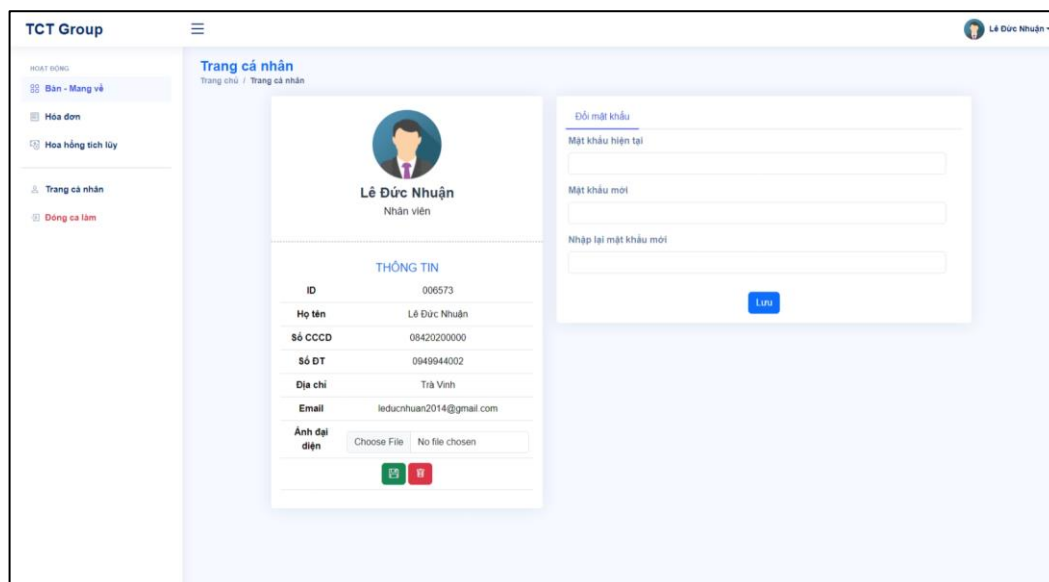 TCT Group
Lê Đức Nhuận
HOẠT ĐỘNG
Bàn - Mang về
Hóa đơn
Hoa hồng tích lũy
Trang cá nhân
Đóng ca làm
Trang cá nhân
Trang chủ / Trang cá nhân
Lê Đức Nhuận
Nhân viên
THÔNG TIN
ID 006573
Họ tên Lê Đức Nhuận
Số CCCD 08420200000
Số ĐT 0949944002
Địa chỉ Trà Vinh
Email leducnhuan2014@gmail.com
Ảnh đại
diện
Choose File No file chosen
Đổi mật khẩu
Mật khẩu hiện tại
Mật khẩu mới
Nhập lại mật khẩu mới
Lưu